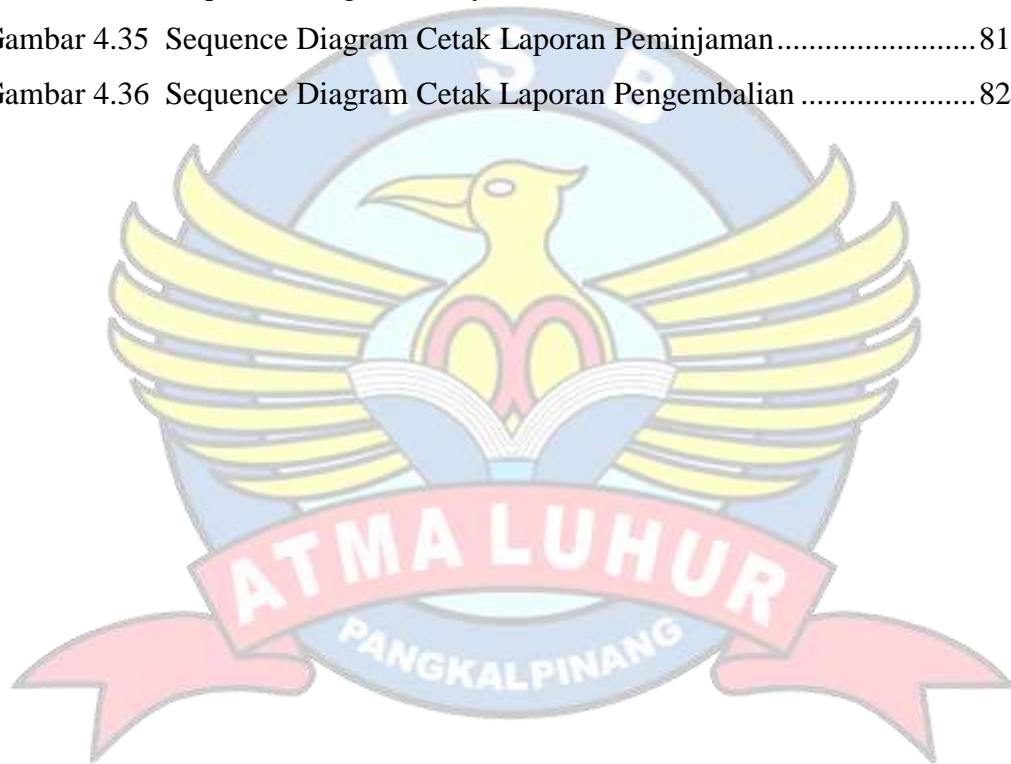 Gambar 4.35 Sequence Diagram Cetak Laporan Peminjaman.........................81
Gambar 4.36 Sequence Diagram Cetak Laporan Pengembalian ......................82
I S B
ATMA LUHUR
PANGKALPINANG